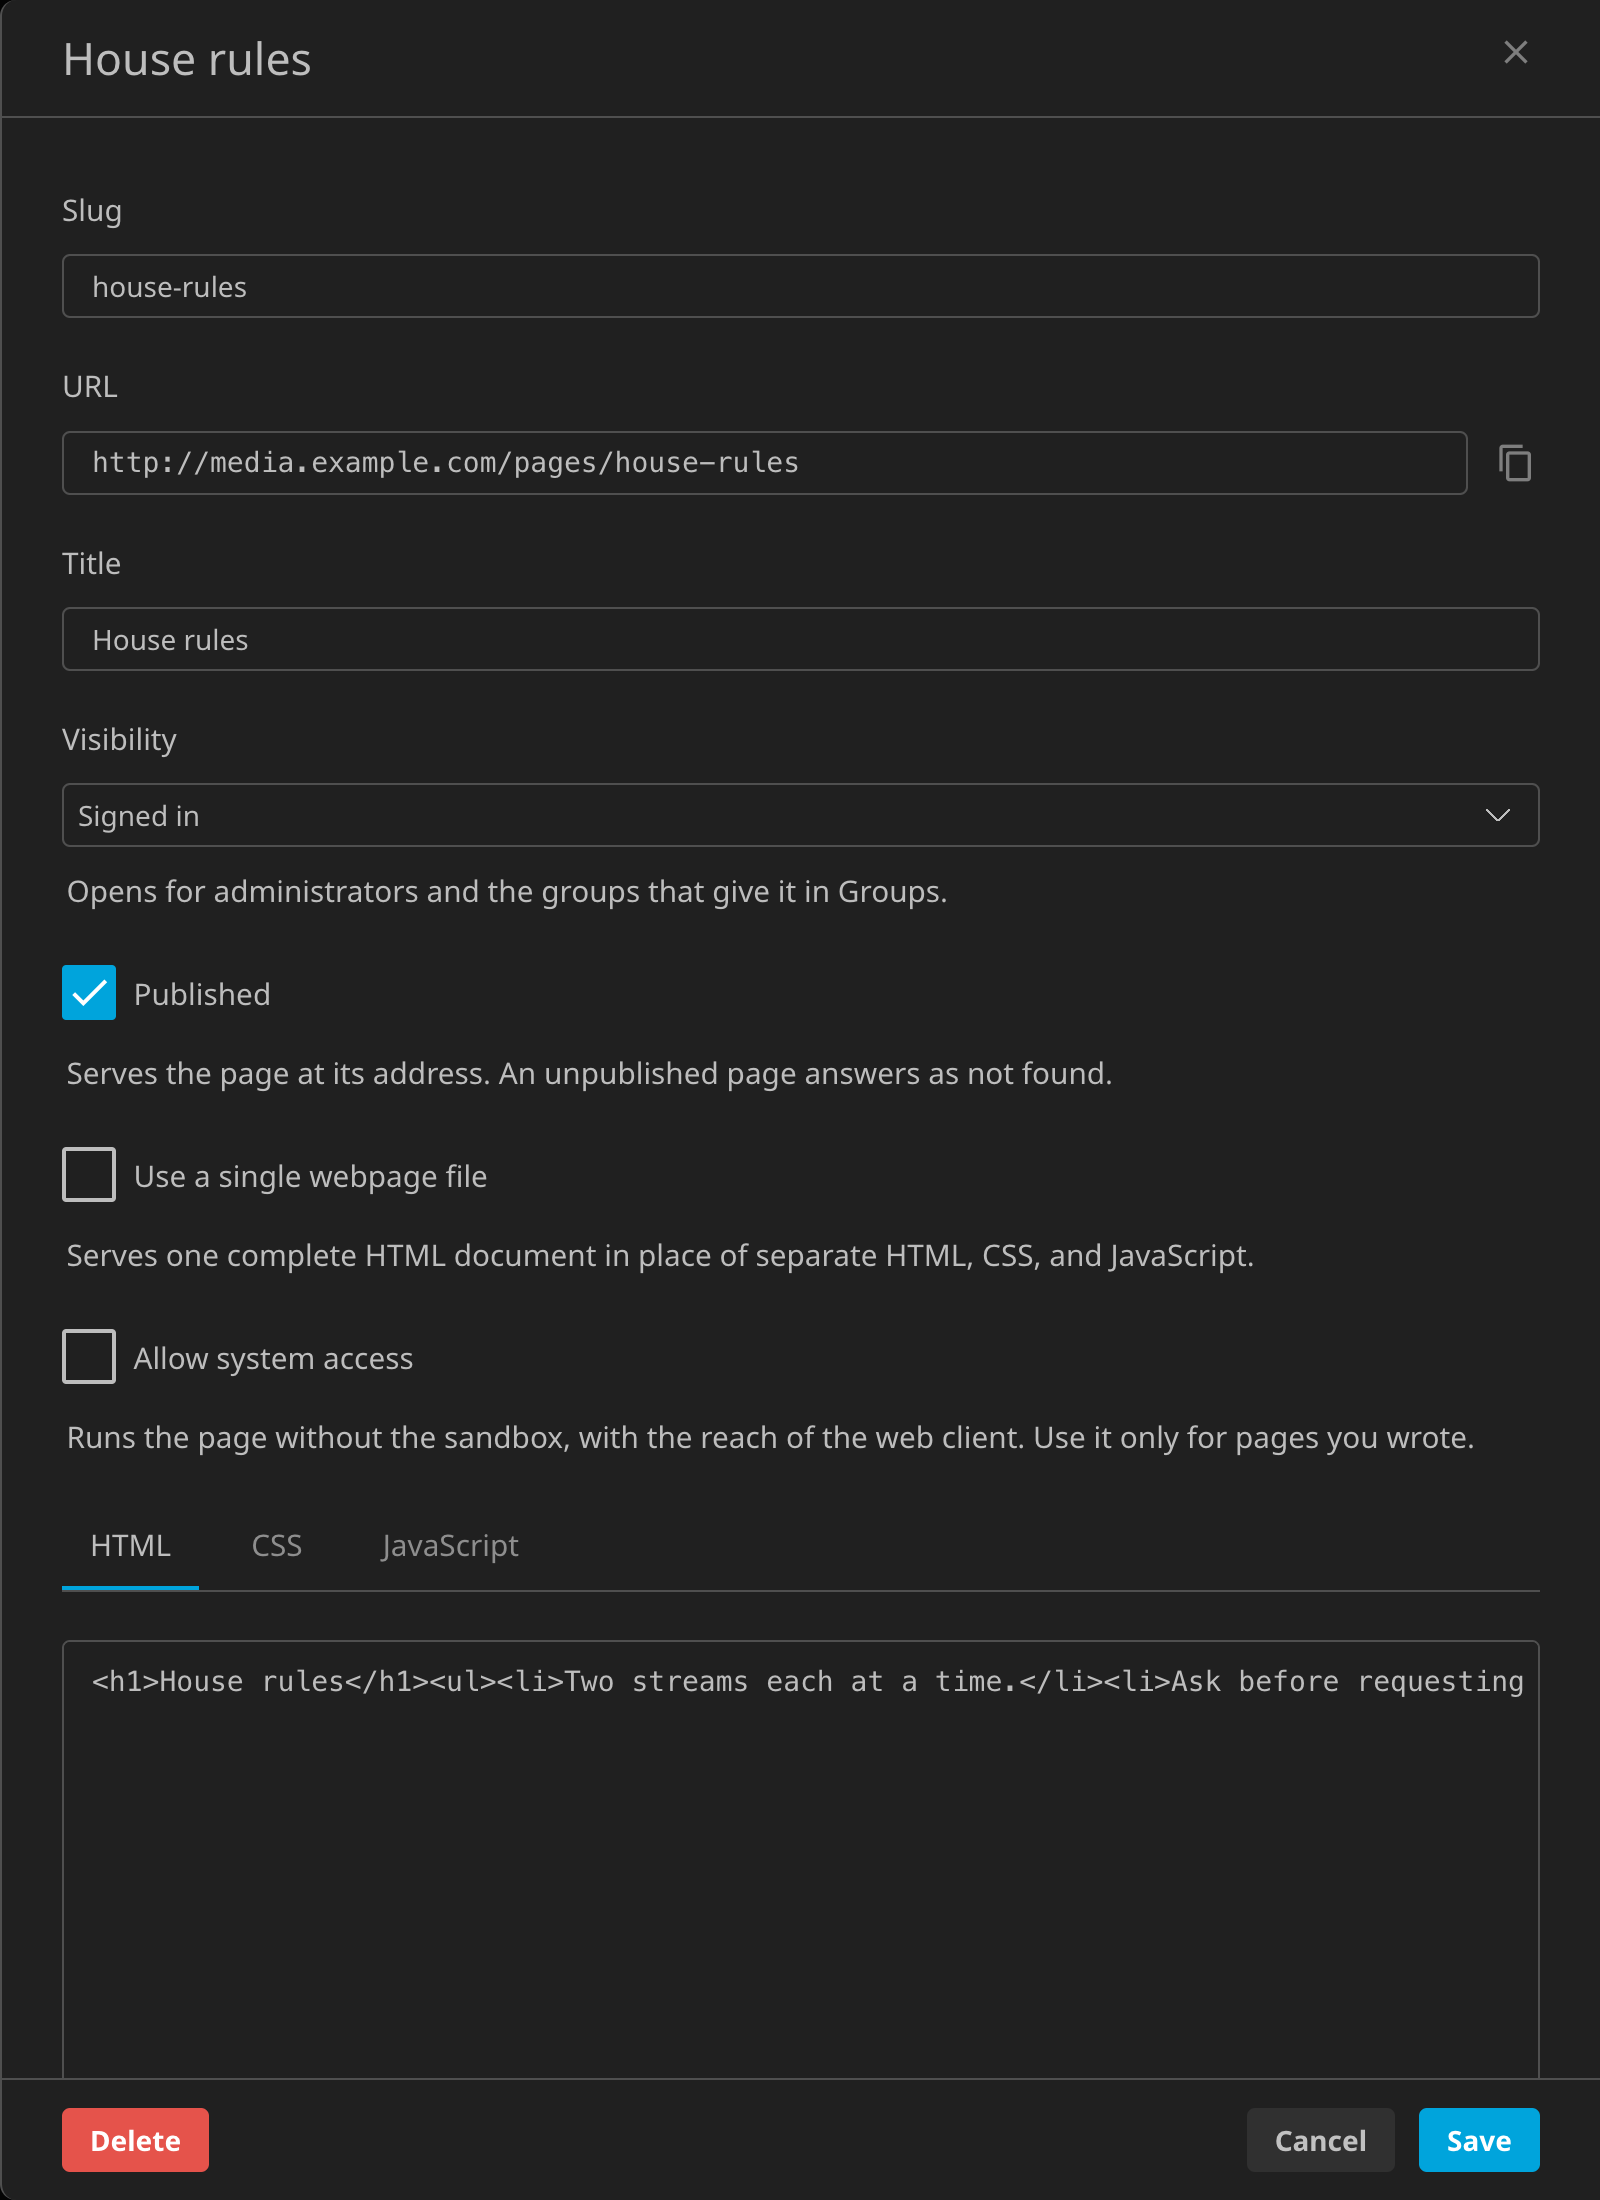 House rules
Slug
house-rules
URL
http://media.example.com/pages/house-rules
Title
House rules
Visibility
Signed in
Opens for administrators and the groups that give it in Groups.
Published
Serves the page at its address. An unpublished page answers as not found.
Use a single webpage file
Serves one complete HTML document in place of separate HTML, CSS, and JavaScript.
Allow system access
Runs the page without the sandbox, with the reach of the web client. Use it only for pages you wrote.
HTML CSS JavaScript
<h1>House rules</h1><ul><li>Two streams each at a time.</li><li>Ask before requesting
Delete Cancel Save